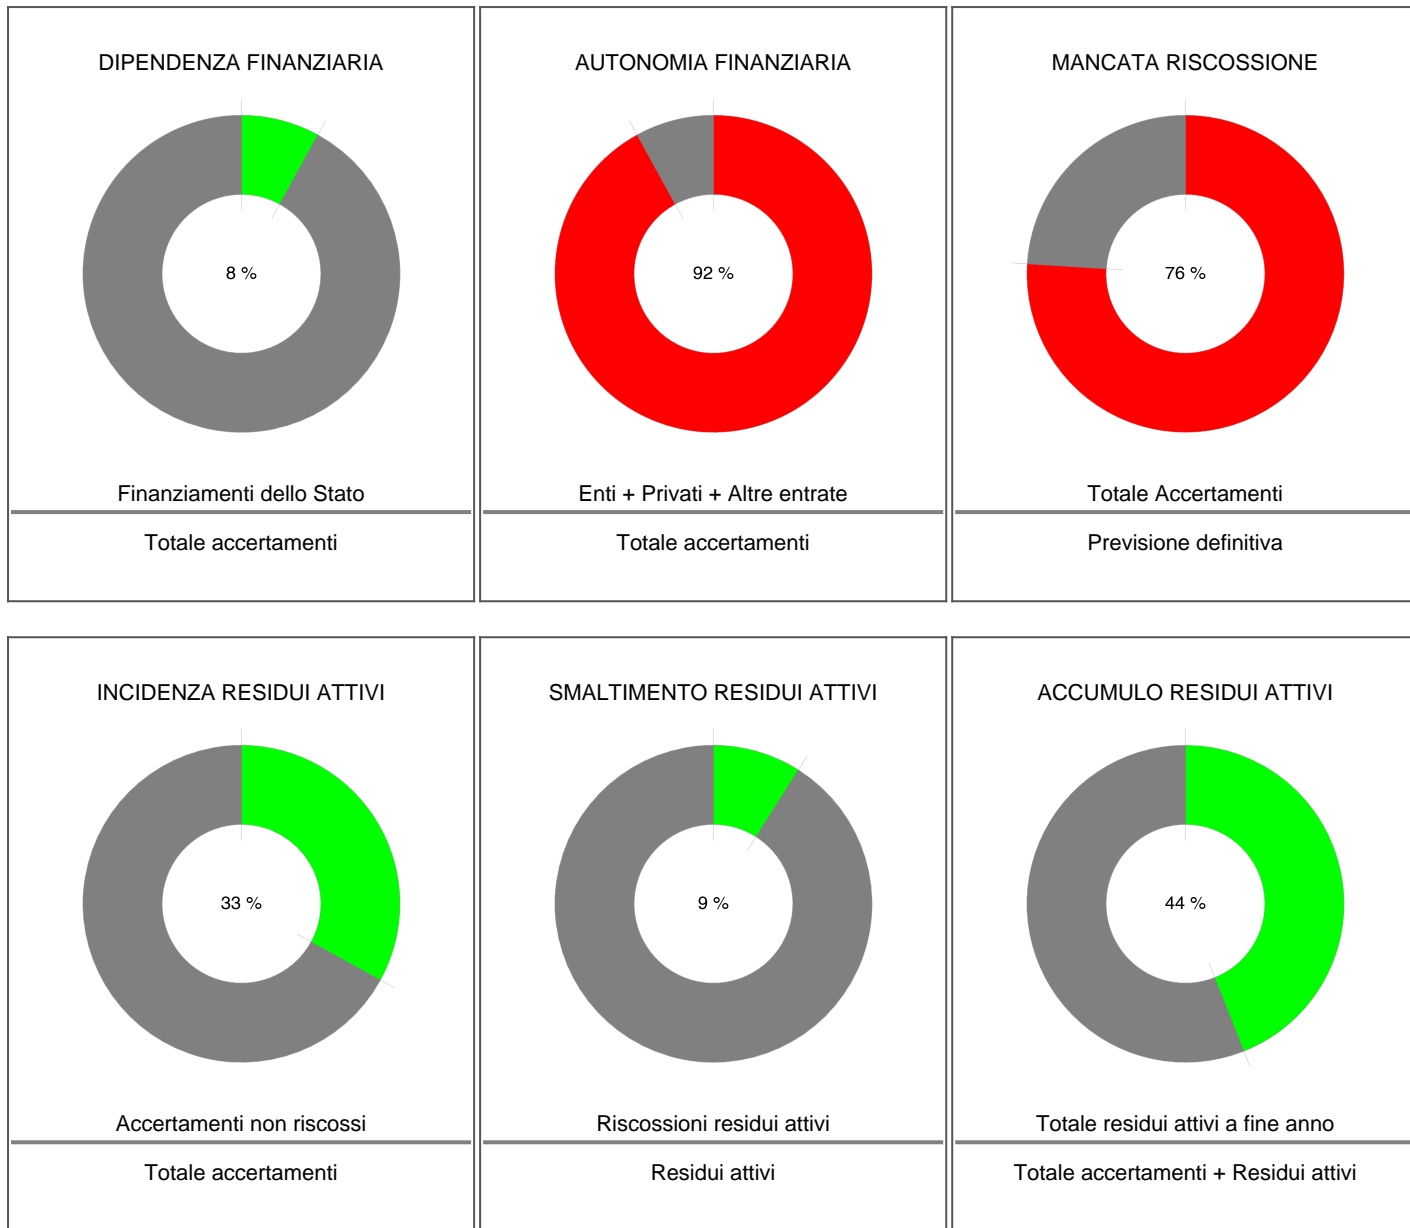 DIPENDENZA FINANZIARIA
8 %
Finanziamenti dello Stato
Totale accertamenti
AUTONOMIA FINANZIARIA
92 %
Enti + Privati + Altre entrate
Totale accertamenti
MANCATA RISCOSSIONE
76 %
Totale Accertamenti
Previsione definitiva
INCIDENZA RESIDUI ATTIVI
33 %
Accertamenti non riscossi
Totale accertamenti
SMALTIMENTO RESIDUI ATTIVI
9 %
Riscossioni residui attivi
Residui attivi
ACCUMULO RESIDUI ATTIVI
44 %
Totale residui attivi a fine anno
Totale accertamenti + Residui attivi